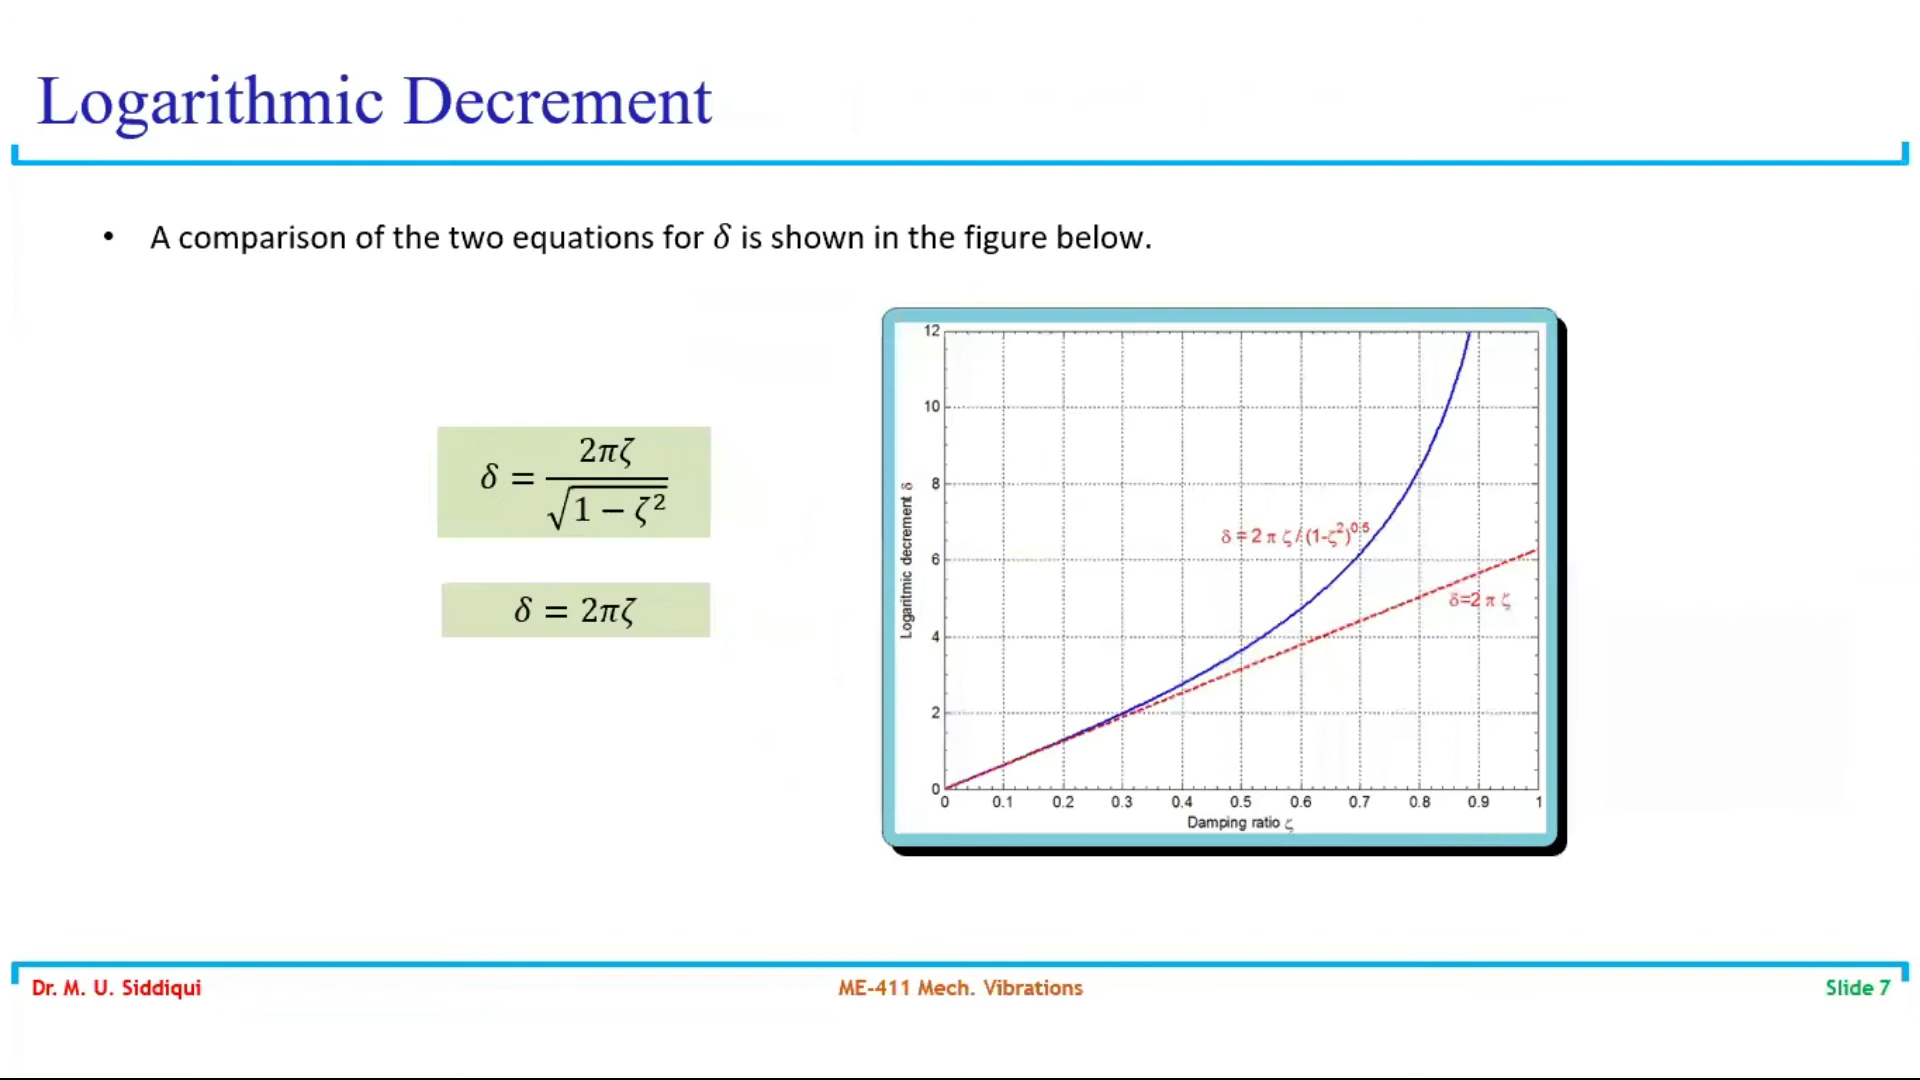 Logarithmic Decrement
• A comparison of the two equations for δ is shown in the figure below.
δ = 2πζ / √(1 − ζ²)
δ = 2πζ
Logaritmic decrement δ
12
10
8
6
4
2
0
δ = 2 π ζ / (1-ζ²)^0.5
δ=2 π ζ
0 0.1 0.2 0.3 0.4 0.5 0.6 0.7 0.8 0.9 1
Damping ratio ζ
Dr. M. U. Siddiqui
ME-411 Mech. Vibrations
Slide 7